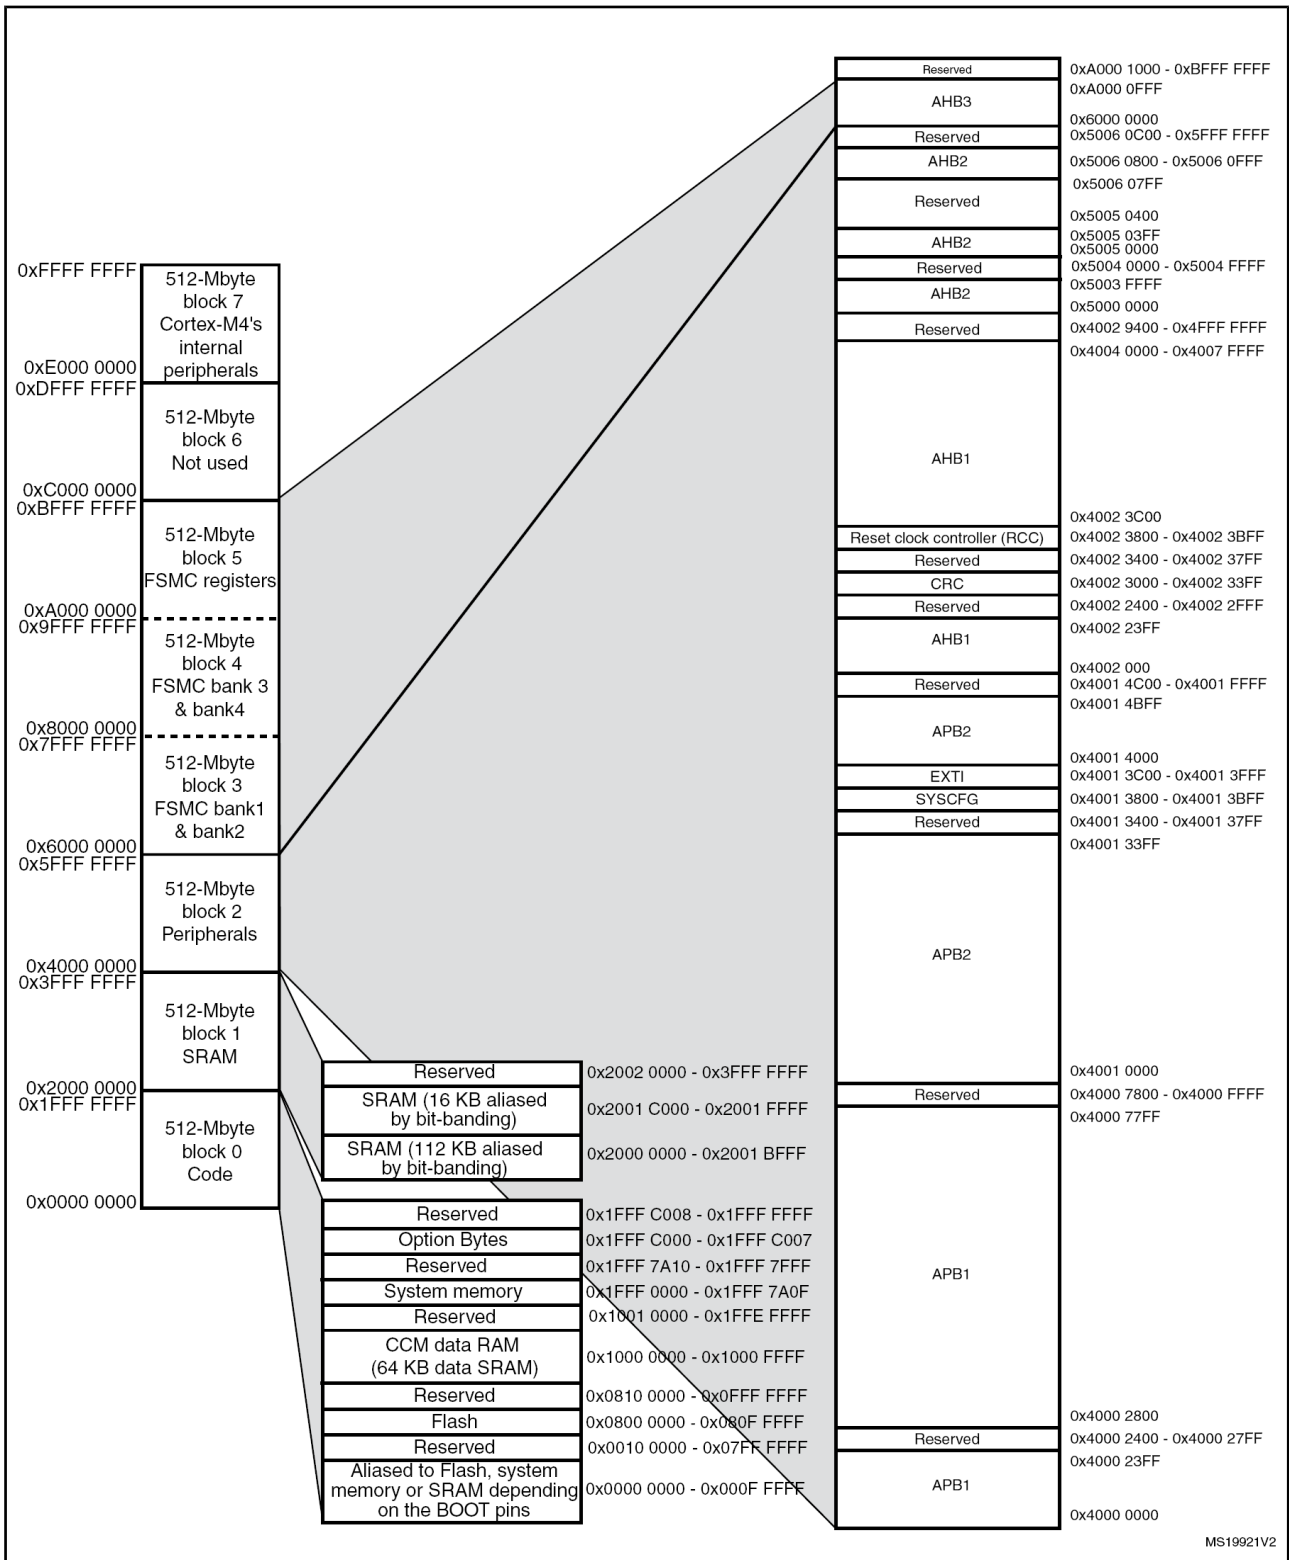 0xFFFF FFFF
512-Mbyte
block 7
Cortex-M4's
internal
peripherals
0xE000 0000
0xDFFF FFFF
512-Mbyte
block 6
Not used
0xC000 0000
0xBFFF FFFF
512-Mbyte
block 5
FSMC registers
0xA000 0000
0x9FFF FFFF
512-Mbyte
block 4
FSMC bank 3
& bank4
0x8000 0000
0x7FFF FFFF
512-Mbyte
block 3
FSMC bank1
& bank2
0x6000 0000
0x5FFF FFFF
512-Mbyte
block 2
Peripherals
0x4000 0000
0x3FFF FFFF
512-Mbyte
block 1
SRAM
0x2000 0000
0x1FFF FFFF
512-Mbyte
block 0
Code
0x0000 0000
Reserved 0x2002 0000 - 0x3FFF FFFF
SRAM (16 KB aliased
by bit-banding)
0x2001 C000 - 0x2001 FFFF
SRAM (112 KB aliased
by bit-banding)
0x2000 0000 - 0x2001 BFFF
Reserved 0x1FFF C008 - 0x1FFF FFFF
Option Bytes 0x1FFF C000 - 0x1FFF C007
Reserved 0x1FFF 7A10 - 0x1FFF 7FFF
System memory 0x1FFF 0000 - 0x1FFF 7A0F
Reserved 0x1001 0000 - 0x1FFE FFFF
CCM data RAM
(64 KB data SRAM)
0x1000 0000 - 0x1000 FFFF
Reserved 0x0810 0000 - 0x0FFF FFFF
Flash 0x0800 0000 - 0x080F FFFF
Reserved 0x0010 0000 - 0x07FF FFFF
Aliased to Flash, system
memory or SRAM depending
on the BOOT pins
0x0000 0000 - 0x000F FFFF
Reserved 0xA000 1000 - 0xBFFF FFFF
0xA000 0FFF
AHB3
0x6000 0000
Reserved 0x5006 0C00 - 0x5FFF FFFF
AHB2 0x5006 0800 - 0x5006 0FFF
0x5006 07FF
Reserved
0x5005 0400
0x5005 03FF
AHB2
0x5005 0000
Reserved 0x5004 0000 - 0x5004 FFFF
0x5003 FFFF
AHB2
0x5000 0000
Reserved 0x4002 9400 - 0x4FFF FFFF
0x4004 0000 - 0x4007 FFFF
AHB1
0x4002 3C00
Reset clock controller (RCC) 0x4002 3800 - 0x4002 3BFF
Reserved 0x4002 3400 - 0x4002 37FF
CRC 0x4002 3000 - 0x4002 33FF
Reserved 0x4002 2400 - 0x4002 2FFF
0x4002 23FF
AHB1
0x4002 000
Reserved 0x4001 4C00 - 0x4001 FFFF
0x4001 4BFF
APB2
0x4001 4000
EXTI 0x4001 3C00 - 0x4001 3FFF
SYSCFG 0x4001 3800 - 0x4001 3BFF
Reserved 0x4001 3400 - 0x4001 37FF
0x4001 33FF
APB2
0x4001 0000
Reserved 0x4000 7800 - 0x4000 FFFF
0x4000 77FF
APB1
0x4000 2800
Reserved 0x4000 2400 - 0x4000 27FF
0x4000 23FF
APB1
0x4000 0000
MS19921V2